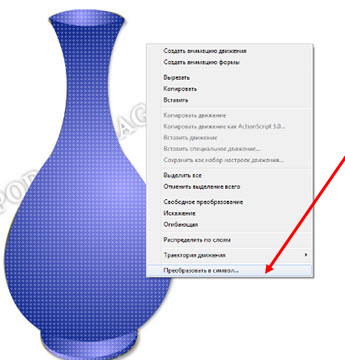 Создать анимацию движения
Создать анимацию формы
Вырезать
Копировать
Вставить
Копировать движение
Копировать движение как ActionScript 3.0...
Вставить движение
Вставить специальное движение...
Сохранить как набор настроек движения...
Выделить все
Отменить выделение всего
Свободное преобразование
Искажение
Огибающая
Распределить по слоям
Траектория движения
Преобразовать в символ...